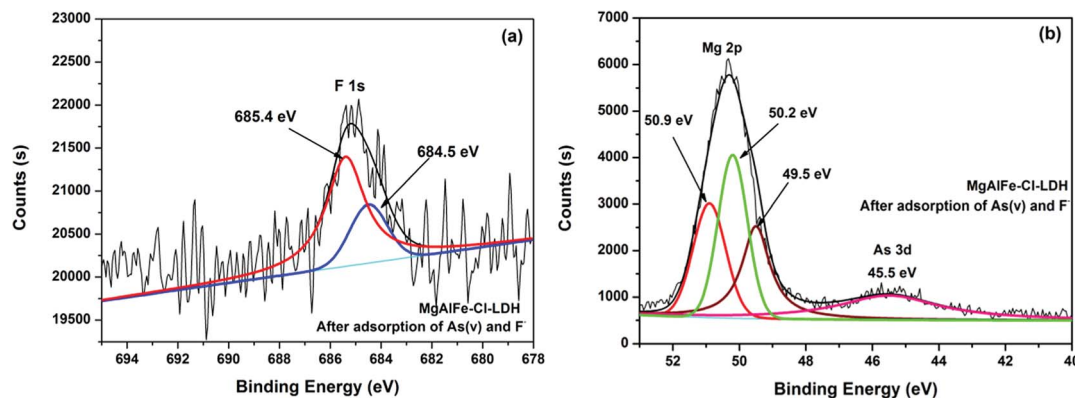 (a)
F 1s
685.4 eV
684.5 eV
MgAlFe-Cl-LDH
After adsorption of As(v) and F⁻
Counts (s)
23000
22500
22000
21500
21000
20500
20000
19500
694 692 690 688 686 684 682 680 678
Binding Energy (eV)
(b)
Mg 2p
50.9 eV
50.2 eV
49.5 eV
MgAlFe-Cl-LDH
After adsorption of As(v) and F⁻
As 3d
45.5 eV
Counts (s)
7000
6000
5000
4000
3000
2000
1000
0
52 50 48 46 44 42 40
Binding Energy (eV)